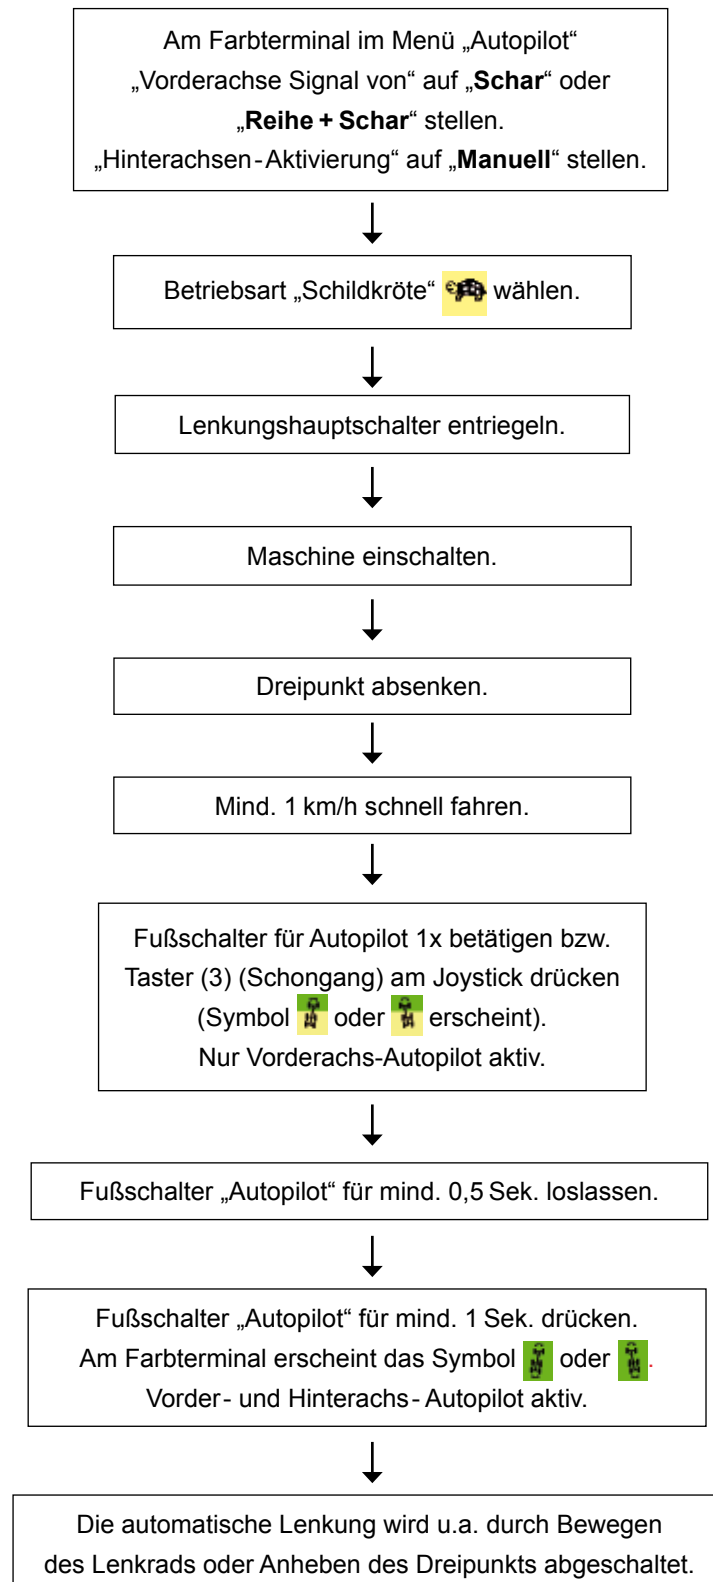 Am Farbterminal im Menü „Autopilot“
„Vorderachse Signal von“ auf „Schar“ oder
„Reihe + Schar“ stellen.
„Hinterachsen-Aktivierung“ auf „Manuell“ stellen.
Betriebsart „Schildkröte“ wählen.
Lenkungshauptschalter entriegeln.
Maschine einschalten.
Dreipunkt absenken.
Mind. 1 km/h schnell fahren.
Fußschalter für Autopilot 1x betätigen bzw.
Taster (3) (Schongang) am Joystick drücken
(Symbol oder erscheint).
Nur Vorderachs-Autopilot aktiv.
Fußschalter „Autopilot“ für mind. 0,5 Sek. loslassen.
Fußschalter „Autopilot“ für mind. 1 Sek. drücken.
Am Farbterminal erscheint das Symbol oder .
Vorder- und Hinterachs-Autopilot aktiv.
Die automatische Lenkung wird u.a. durch Bewegen
des Lenkrads oder Anheben des Dreipunkts abgeschaltet.